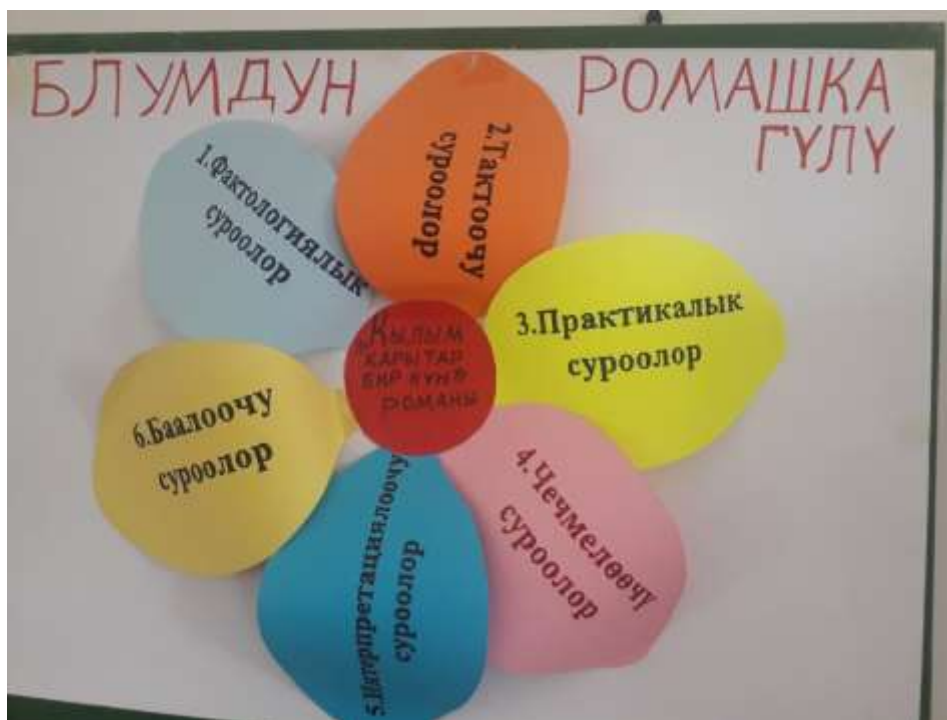 БЛУМДУН РОМАШКА
ГҮЛҮ
1.Фактологиялык
суроолор
2.Тактоочу
суроолор
3.Практикалык
суроолор
4.Чечмелөөчү
суроолор
5.Интерпретациялоочу
суроолор
6.Баалоочу
суроолор
„Кылым
КАРЫТАР
БИР КҮН"
РОМАНЫ